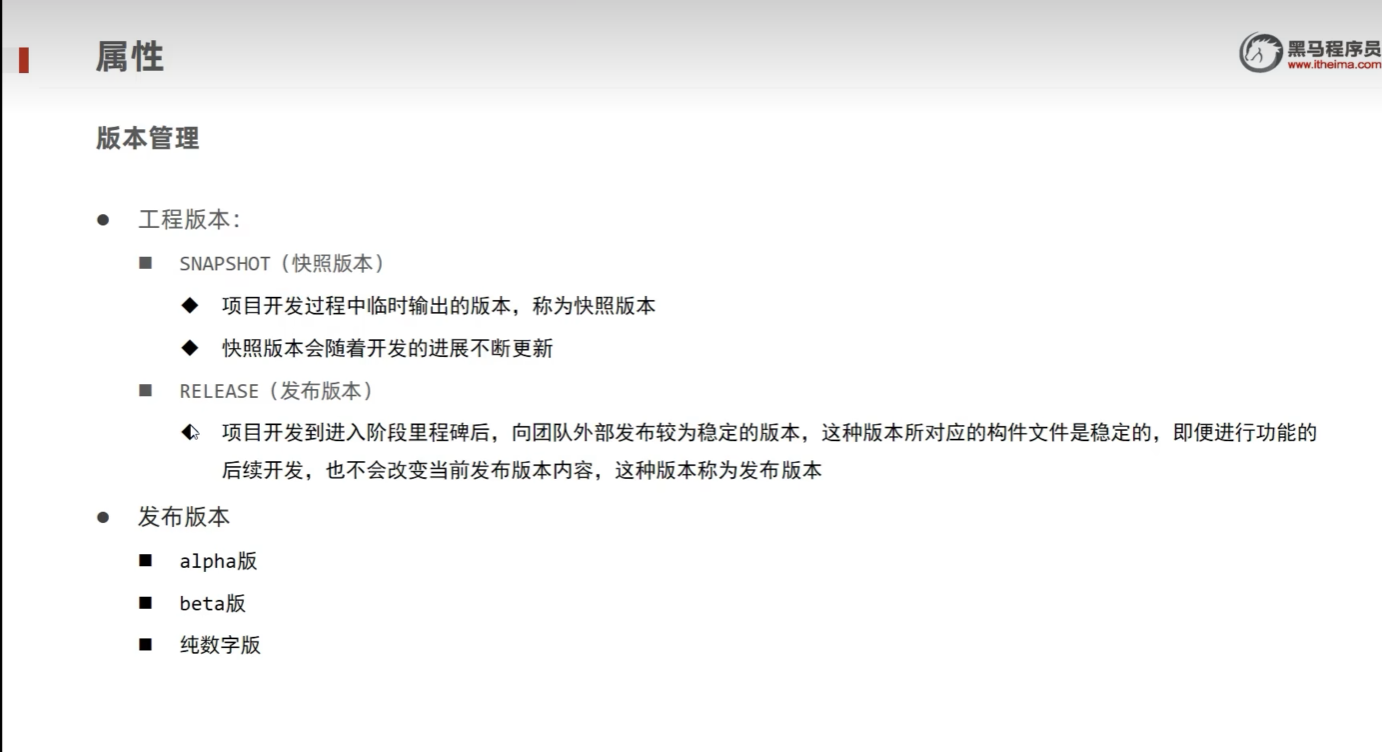 属性
黑马程序员
www.itheima.com
版本管理
工程版本：
SNAPSHOT（快照版本）
项目开发过程中临时输出的版本，称为快照版本
快照版本会随着开发的进展不断更新
RELEASE（发布版本）
项目开发到进入阶段里程碑后，向团队外部发布较为稳定的版本，这种版本所对应的构件文件是稳定的，即便进行功能的
后续开发，也不会改变当前发布版本内容，这种版本称为发布版本
发布版本
alpha版
beta版
纯数字版